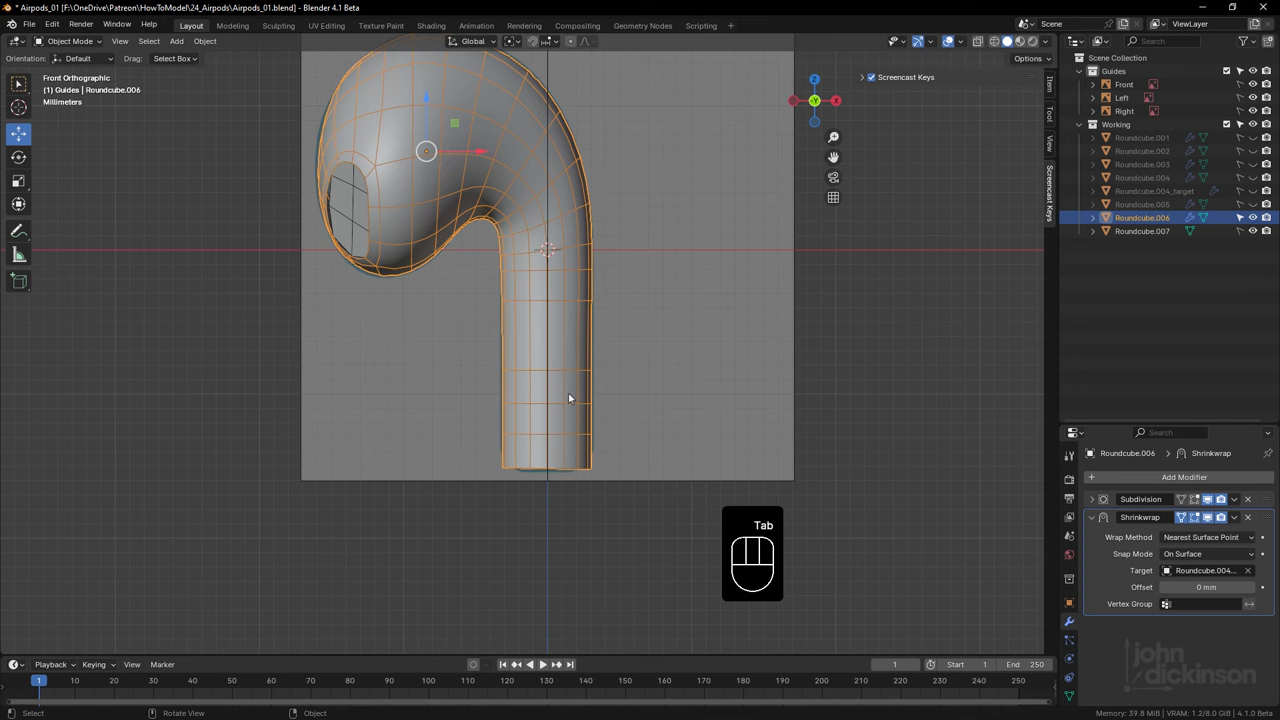 * Airpods_01 [F:\OneDrive\Patreon\HowToModel\24_Airpods\Airpods_01.blend] - Blender 4.1 Beta
File Edit Render Window Help Layout Modeling Sculpting UV Editing Texture Paint Shading Animation Rendering Compositing Geometry Nodes Scripting Scene ViewLayer
Object Mode View Select Add Object Global
Orientation: Default Drag: Select Box Options
Front Orthographic
(1) Guides | Roundcube.006
Millimeters
Screencast Keys
Z
X
-Y
Item
Tool
View
Screencast Keys
Search
Scene Collection
Guides
Front
Left
Right
Working
Roundcube.001
Roundcube.002
Roundcube.003
Roundcube.004
Roundcube.004_target
Roundcube.005
Roundcube.006
Roundcube.007
Tab
Search
Roundcube.006 > Shrinkwrap
Add Modifier
Subdivision
Shrinkwrap
Wrap Method Nearest Surface Point
Snap Mode On Surface
Target Roundcube.004...
Offset 0 mm
Vertex Group
john
dickinson
Playback Keying View Marker 1 Start 1 End 250
1 10 20 30 40 50 60 70 80 90 100 110 120 130 140 150 160 170 180 190 200 210 220 230 240 250
Select Rotate View Object Memory: 39.8 MiB | VRAM: 1.2/8.0 GiB | 4.1.0 Beta